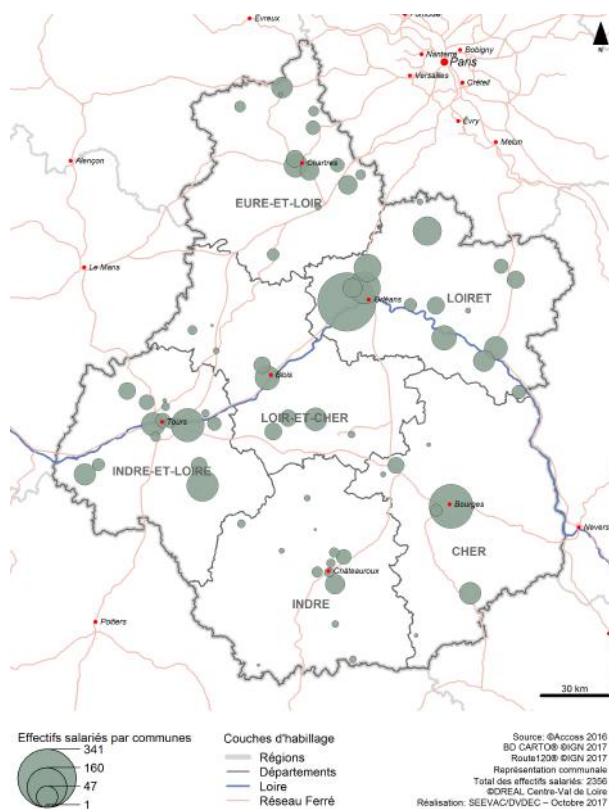 Evreux
Nanterre
Bobigny
Paris
Versailles
Créteil
Évry
Melun
Alençon
Chartres
EURE-ET-LOIR
Le Mans
LOIRET
Orléans
Blois
LOIR-ET-CHER
Tours
INDRE-ET-LOIRE
Bourges
Nevers
CHER
Châteauroux
INDRE
Poitiers
30 km
Effectifs salariés par communes
341
160
47
1
Couches d'habillage
Régions
Départements
Loire
Réseau Ferré
Source: ©Accoss 2016
BD CARTO® ©IGN 2017
Route120® ©IGN 2017
Représentation communale
Total des effectifs salariés: 2356
©DREAL Centre-Val de Loire
Réalisation: SEEVAC/DVDEC – Octobre 2017